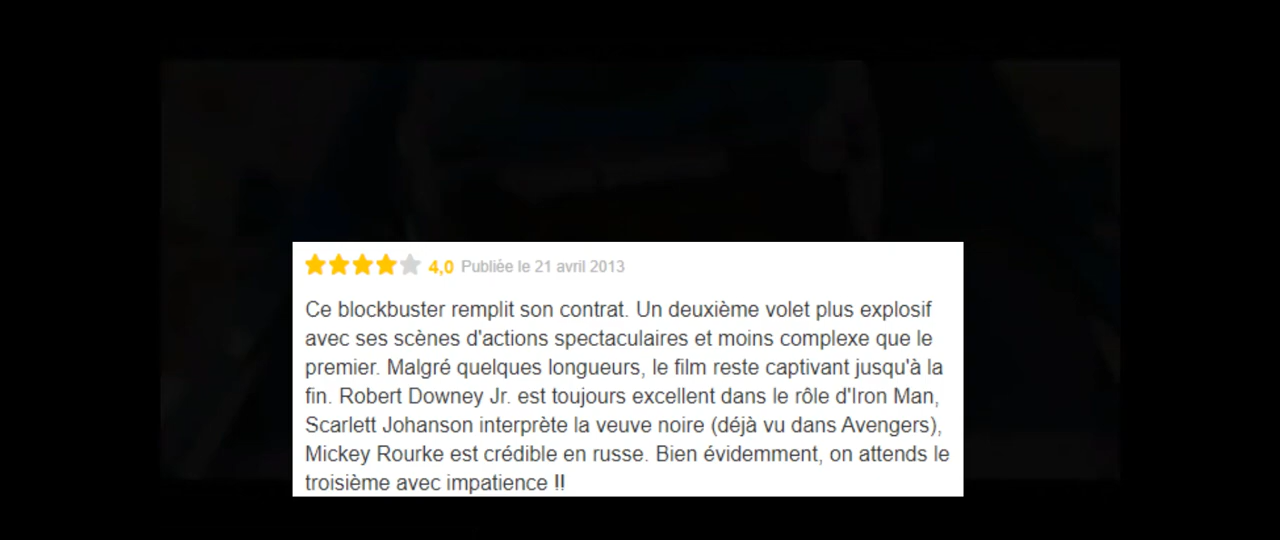 4,0 Publiée le 21 avril 2013
Ce blockbuster remplit son contrat. Un deuxième volet plus explosif
avec ses scènes d'actions spectaculaires et moins complexe que le
premier. Malgré quelques longueurs, le film reste captivant jusqu'à la
fin. Robert Downey Jr. est toujours excellent dans le rôle d'Iron Man,
Scarlett Johanson interprète la veuve noire (déjà vu dans Avengers),
Mickey Rourke est crédible en russe. Bien évidemment, on attends le
troisième avec impatience !!